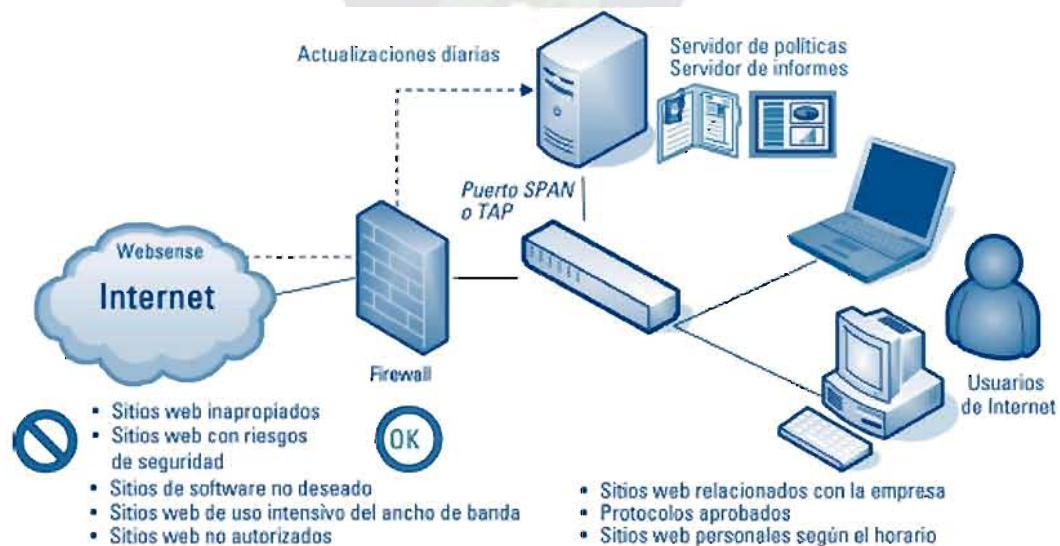 Actualizaciones diarias
Servidor de políticas
Servidor de informes
Puerto SPAN
o TAP
Websense
Internet
Firewall
Usuarios
de Internet
• Sitios web inapropiados
• Sitios web con riesgos
de seguridad
• Sitios de software no deseado
• Sitios web de uso intensivo del ancho de banda
• Sitios web no autorizados
OK
• Sitios web relacionados con la empresa
• Protocolos aprobados
• Sitios web personales según el horario